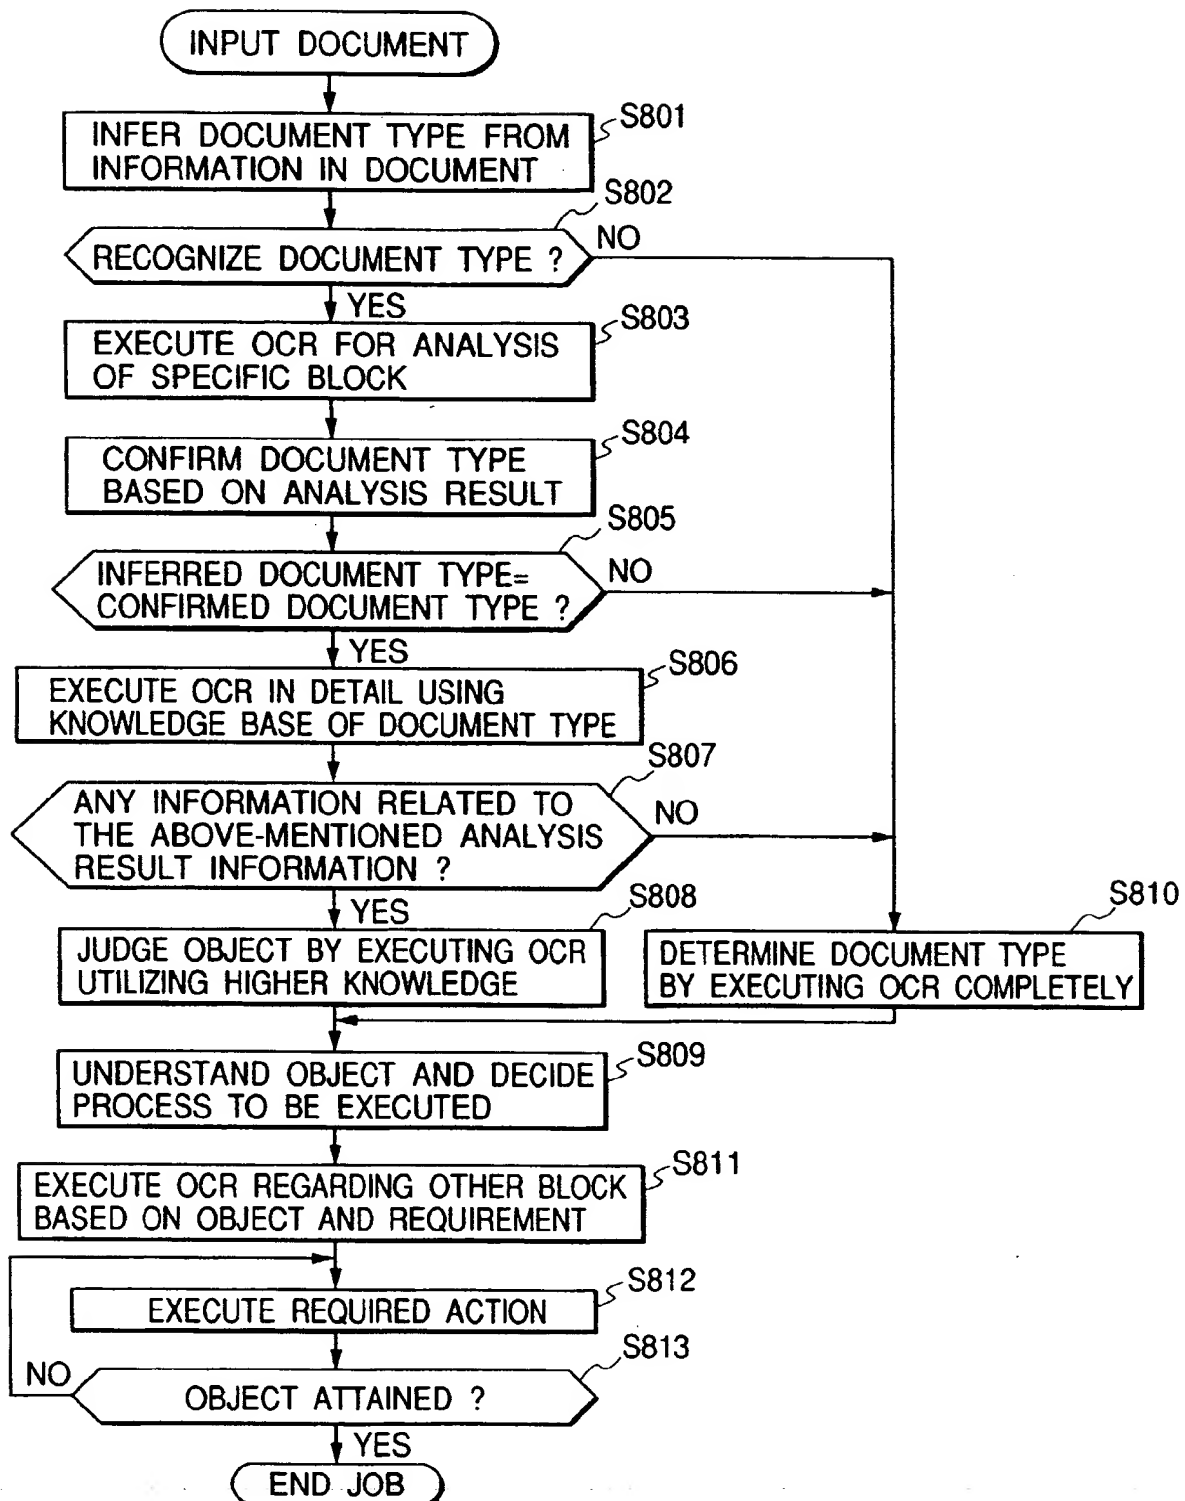 INPUT DOCUMENT
S801
INFER DOCUMENT TYPE FROM
INFORMATION IN DOCUMENT
S802
RECOGNIZE DOCUMENT TYPE ?
NO
YES
S803
EXECUTE OCR FOR ANALYSIS
OF SPECIFIC BLOCK
S804
CONFIRM DOCUMENT TYPE
BASED ON ANALYSIS RESULT
S805
INFERRED DOCUMENT TYPE=
CONFIRMED DOCUMENT TYPE ?
NO
YES
S806
EXECUTE OCR IN DETAIL USING
KNOWLEDGE BASE OF DOCUMENT TYPE
S807
ANY INFORMATION RELATED TO
THE ABOVE-MENTIONED ANALYSIS
RESULT INFORMATION ?
NO
YES
S808
JUDGE OBJECT BY EXECUTING OCR
UTILIZING HIGHER KNOWLEDGE
S810
DETERMINE DOCUMENT TYPE
BY EXECUTING OCR COMPLETELY
S809
UNDERSTAND OBJECT AND DECIDE
PROCESS TO BE EXECUTED
S811
EXECUTE OCR REGARDING OTHER BLOCK
BASED ON OBJECT AND REQUIREMENT
S812
EXECUTE REQUIRED ACTION
S813
NO
OBJECT ATTAINED ?
YES
END JOB